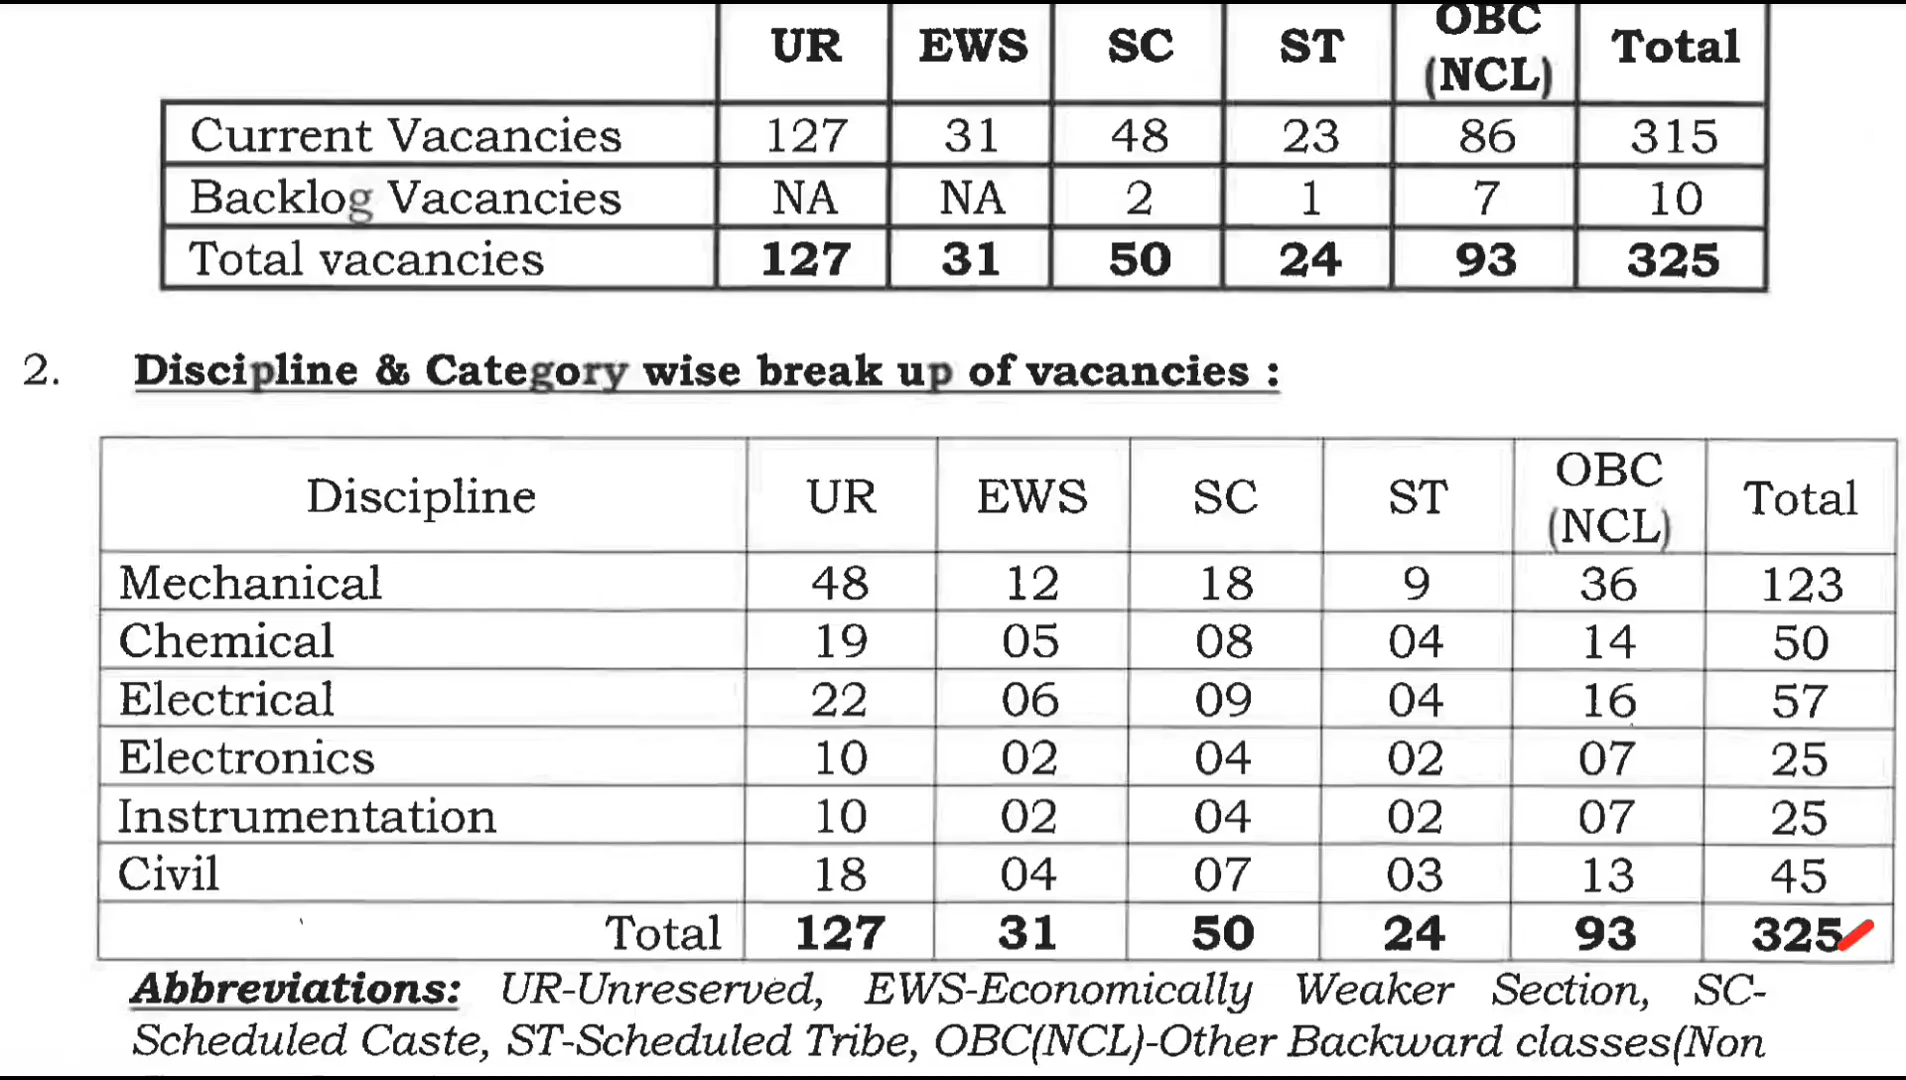 UR EWS SC ST OBC (NCL) Total
Current Vacancies 127 31 48 23 86 315
Backlog Vacancies NA NA 2 1 7 10
Total vacancies 127 31 50 24 93 325
2. Discipline & Category wise break up of vacancies :
Discipline UR EWS SC ST OBC (NCL) Total
Mechanical 48 12 18 9 36 123
Chemical 19 05 08 04 14 50
Electrical 22 06 09 04 16 57
Electronics 10 02 04 02 07 25
Instrumentation 10 02 04 02 07 25
Civil 18 04 07 03 13 45
Total 127 31 50 24 93 325
Abbreviations: UR-Unreserved, EWS-Economically Weaker Section, SC-
Scheduled Caste, ST-Scheduled Tribe, OBC(NCL)-Other Backward classes(Non